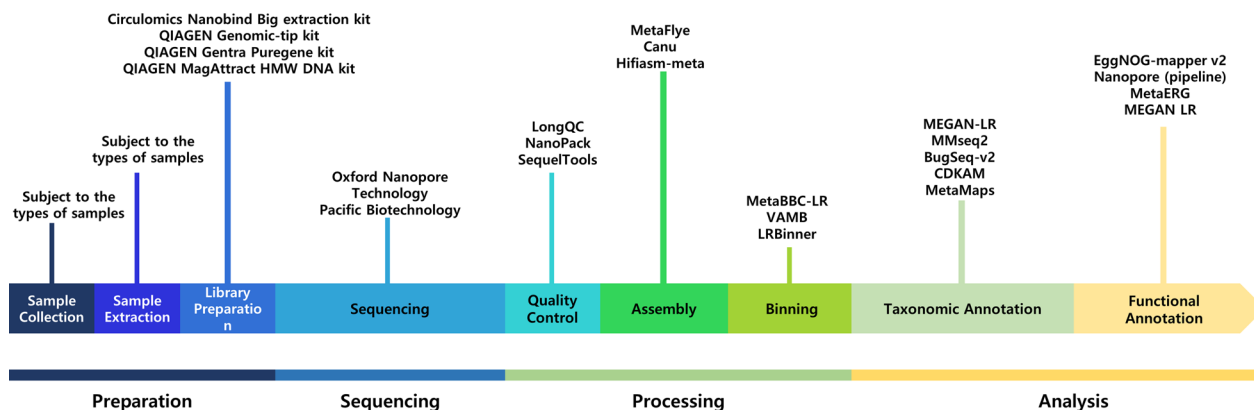 Circulomics Nanobind Big extraction kit
QIAGEN Genomic-tip kit
QIAGEN Gentra Puregene kit
QIAGEN MagAttract HMW DNA kit
MetaFlye
Canu
Hifiasm-meta
EggNOG-mapper v2
Nanopore (pipeline)
MetaERG
MEGAN LR
Subject to the
types of samples
LongQC
NanoPack
SequelTools
MEGAN-LR
MMseq2
BugSeq-v2
CDKAM
MetaMaps
Subject to the
types of samples
Oxford Nanopore
Technology
Pacific Biotechnology
MetaBBC-LR
VAMB
LRBinner
Sample
Collection
Sample
Extraction
Library
Preparatio
n
Sequencing
Quality
Control
Assembly
Binning
Taxonomic Annotation
Functional
Annotation
Preparation
Sequencing
Processing
Analysis